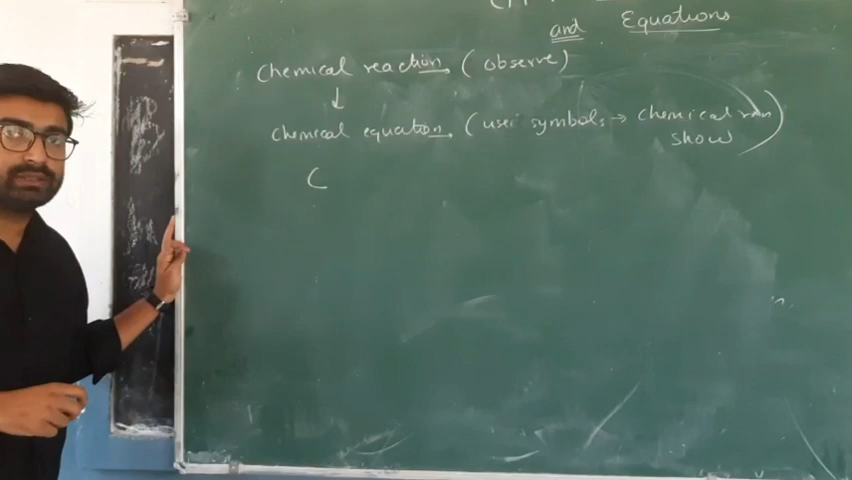 and Equations
Chemical reaction (observe)
↓
Chemical equation (use symbols → Chemical rxn
show)
C